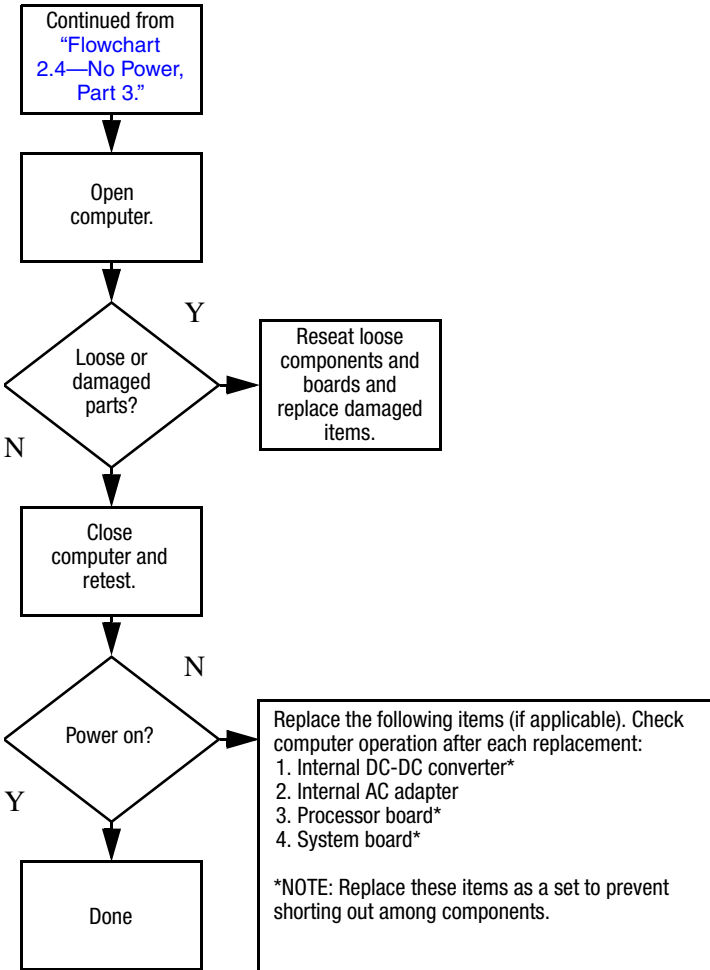 Continued from
“Flowchart
2.4—No Power,
Part 3.”
Open
computer.
Y
Loose or
damaged
parts?
Reseat loose
components and
boards and
replace damaged
items.
N
Close
computer and
retest.
N
Power on?
Replace the following items (if applicable). Check
computer operation after each replacement:
1. Internal DC-DC converter*
2. Internal AC adapter
3. Processor board*
4. System board*
*NOTE: Replace these items as a set to prevent
shorting out among components.
Y
Done